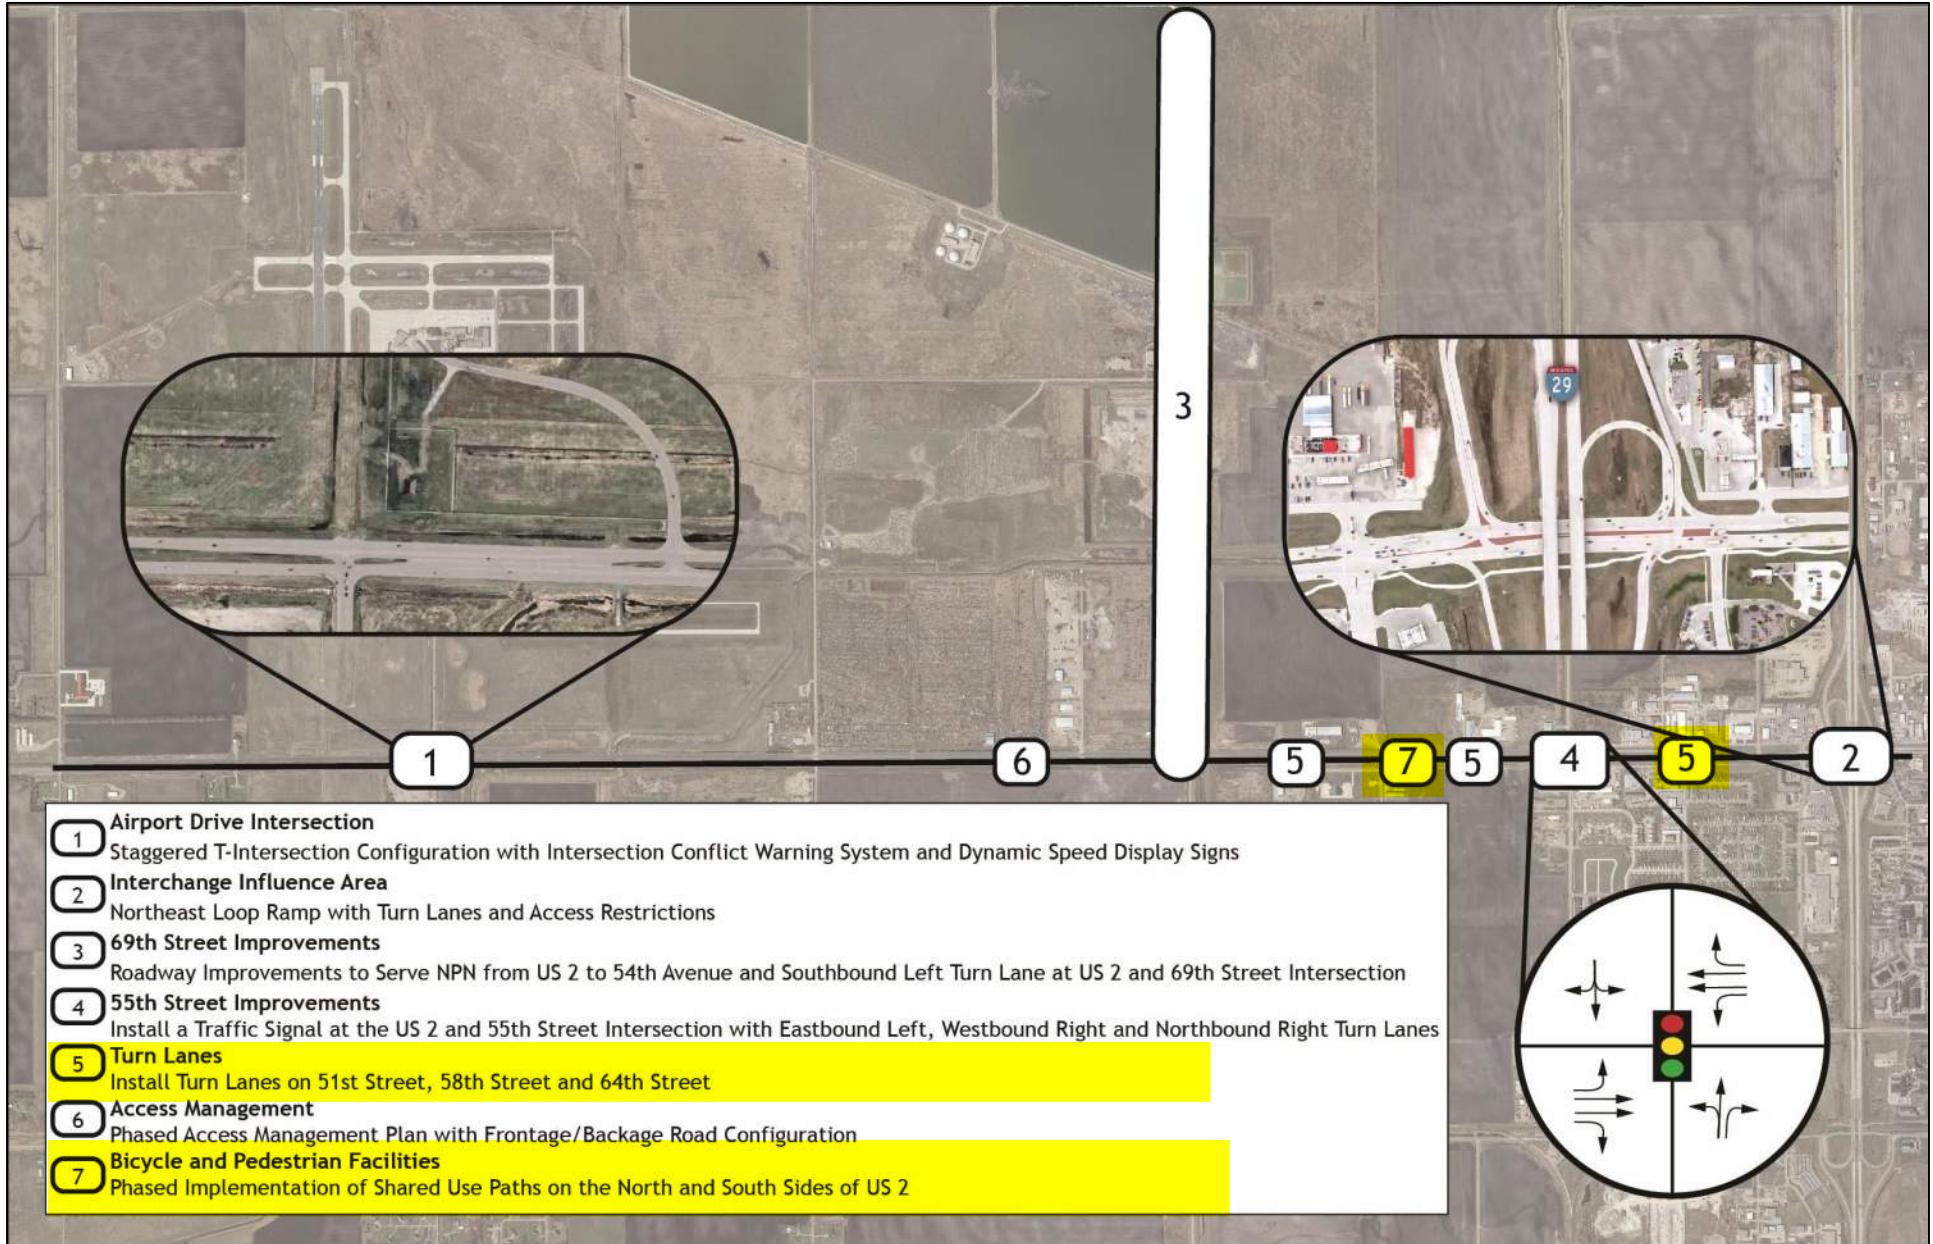 3
29
1
6
5
7
5
4
5
2
1 Airport Drive Intersection
Staggered T-Intersection Configuration with Intersection Conflict Warning System and Dynamic Speed Display Signs
2 Interchange Influence Area
Northeast Loop Ramp with Turn Lanes and Access Restrictions
3 69th Street Improvements
Roadway Improvements to Serve NPN from US 2 to 54th Avenue and Southbound Left Turn Lane at US 2 and 69th Street Intersection
4 55th Street Improvements
Install a Traffic Signal at the US 2 and 55th Street Intersection with Eastbound Left, Westbound Right and Northbound Right Turn Lanes
5 Turn Lanes
Install Turn Lanes on 51st Street, 58th Street and 64th Street
6 Access Management
Phased Access Management Plan with Frontage/Backage Road Configuration
7 Bicycle and Pedestrian Facilities
Phased Implementation of Shared Use Paths on the North and South Sides of US 2